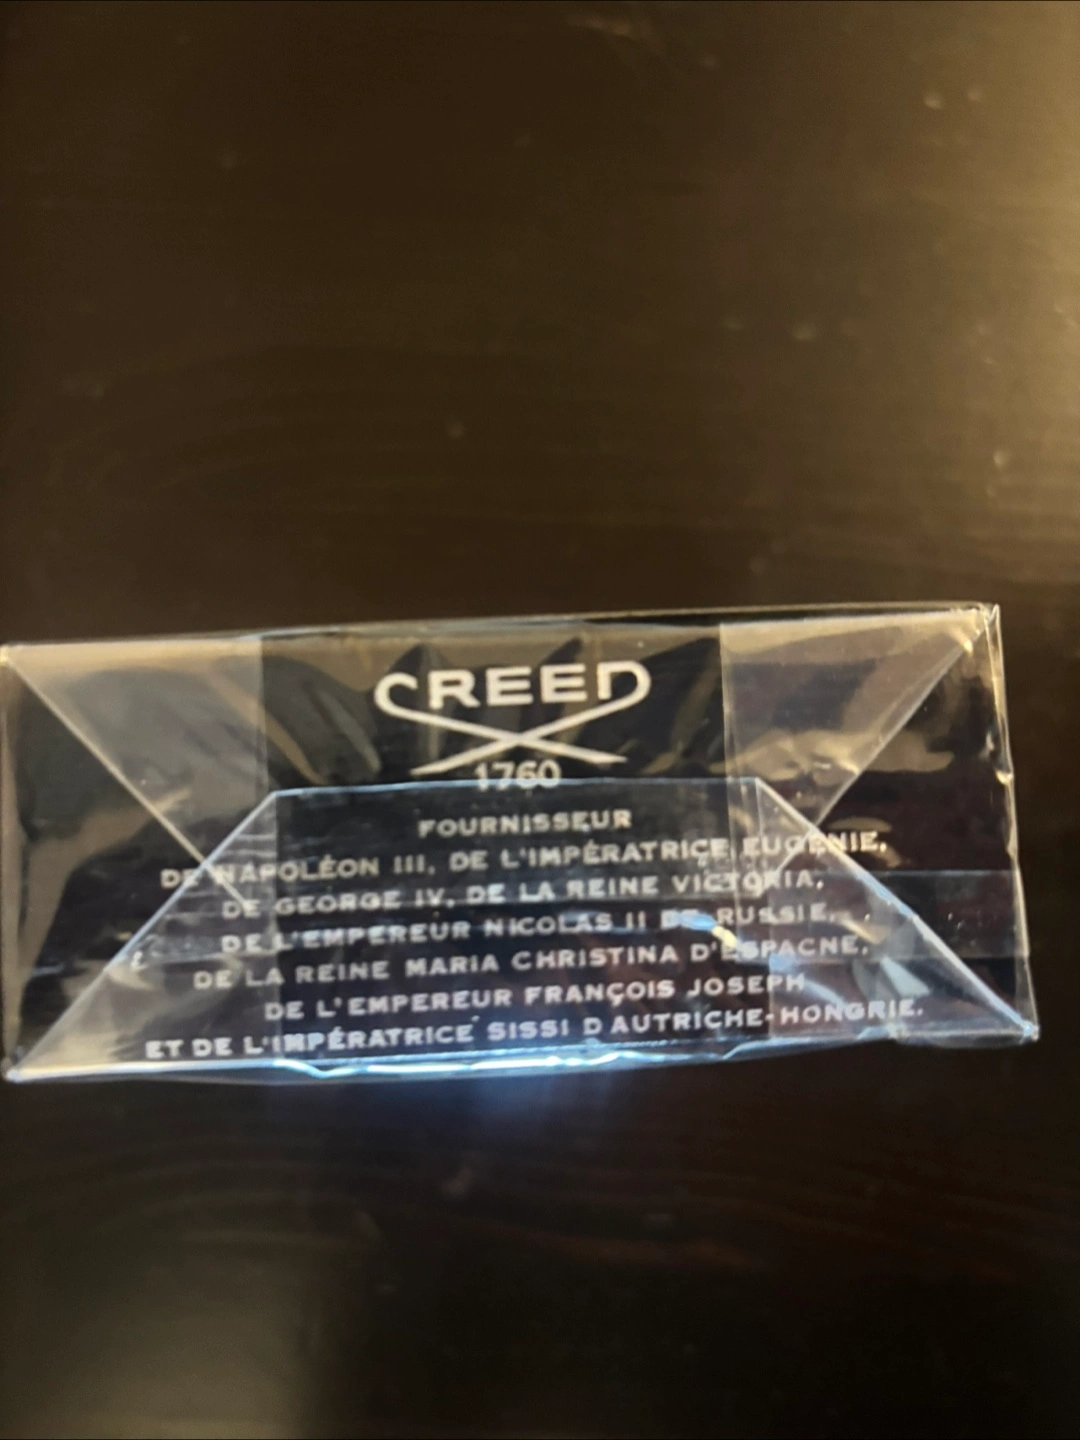 CREED
1760
FOURNISSEUR
DE NAPOLÉON III, DE L'IMPÉRATRICE EUGÉNIE,
DE GEORGE IV, DE LA REINE VICTORIA,
DE L'EMPEREUR NICOLAS II DE RUSSIE,
DE LA REINE MARIA CHRISTINA D'ESPAGNE,
DE L'EMPEREUR FRANÇOIS JOSEPH
ET DE L'IMPÉRATRICE SISSI D'AUTRICHE-HONGRIE.